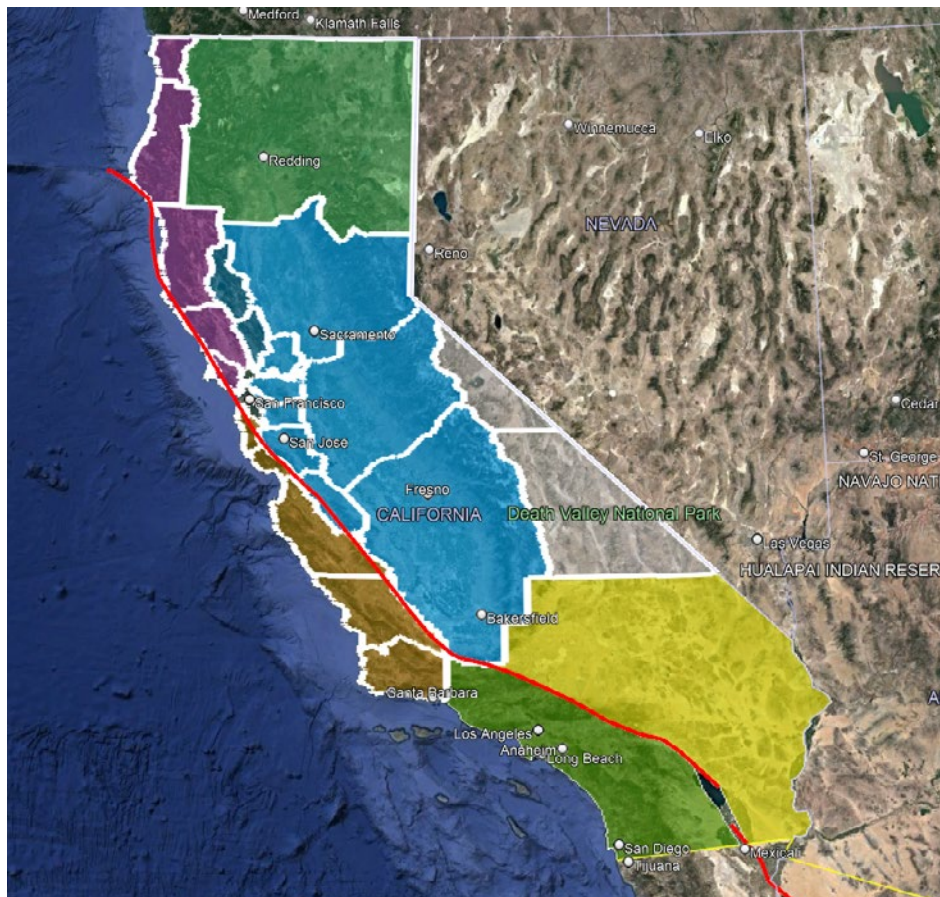 Medford
Klamath Falls
Winnemucca
Elko
Redding
NEVADA
Reno
Sacramento
Cedar
San Francisco
San Jose
St. George
NAVAJO NAT
Fresno
CALIFORNIA
Death Valley National Park
Las Vegas
HUALAPAI INDIAN RESER
Bakersfield
Santa Barbara
A
Los Angeles
Anaheim
Long Beach
San Diego
Mexicali
Tijuana